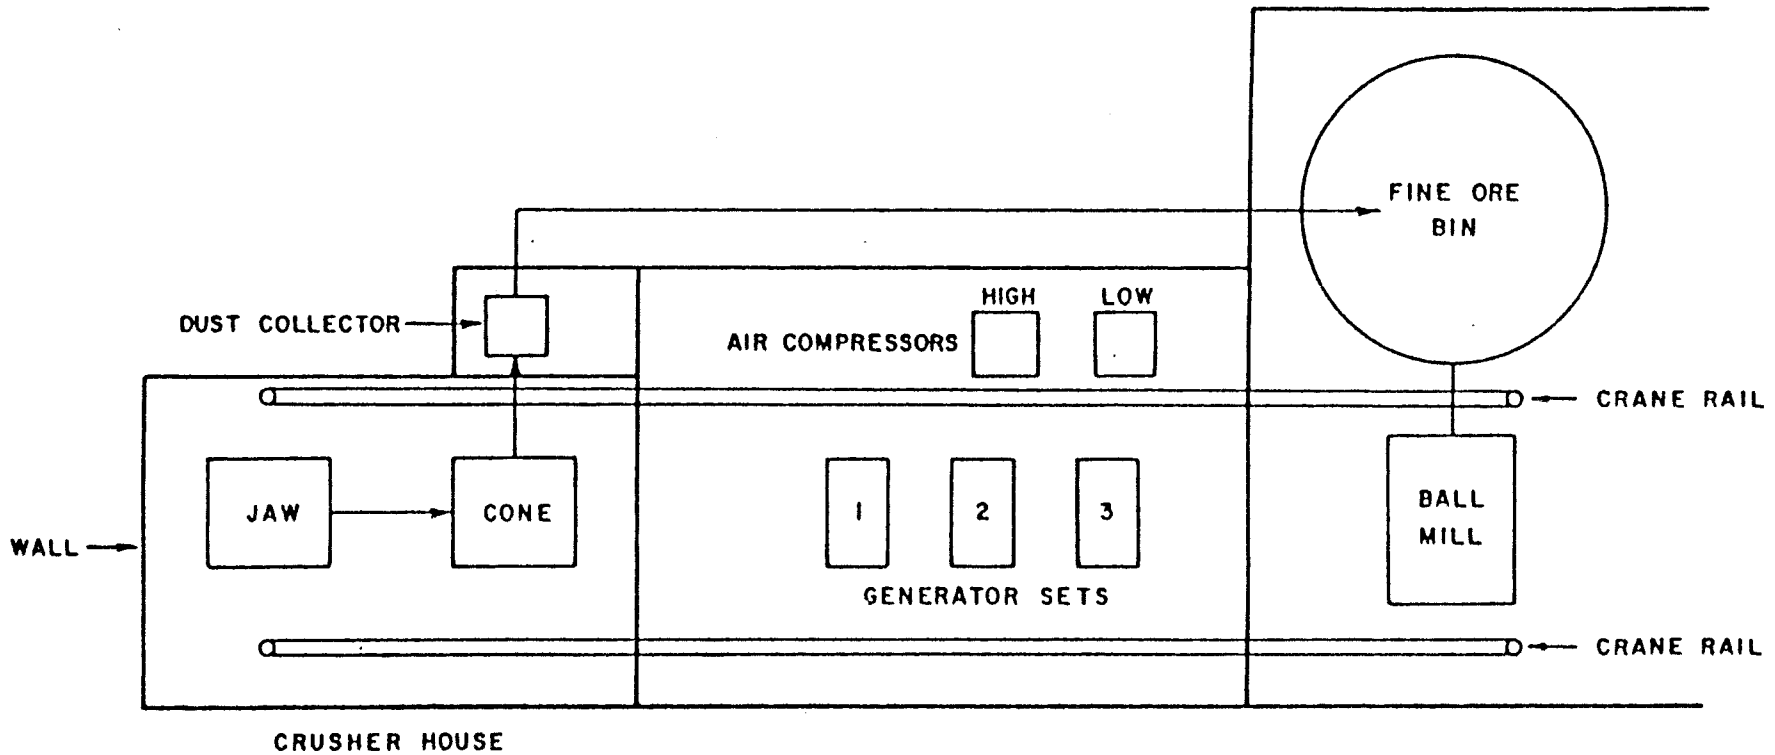 FINE ORE
BIN
HIGH LOW
DUST COLLECTOR
AIR COMPRESSORS
CRANE RAIL
JAW
CONE
1 2 3
BALL
MILL
WALL
GENERATOR SETS
CRANE RAIL
CRUSHER HOUSE